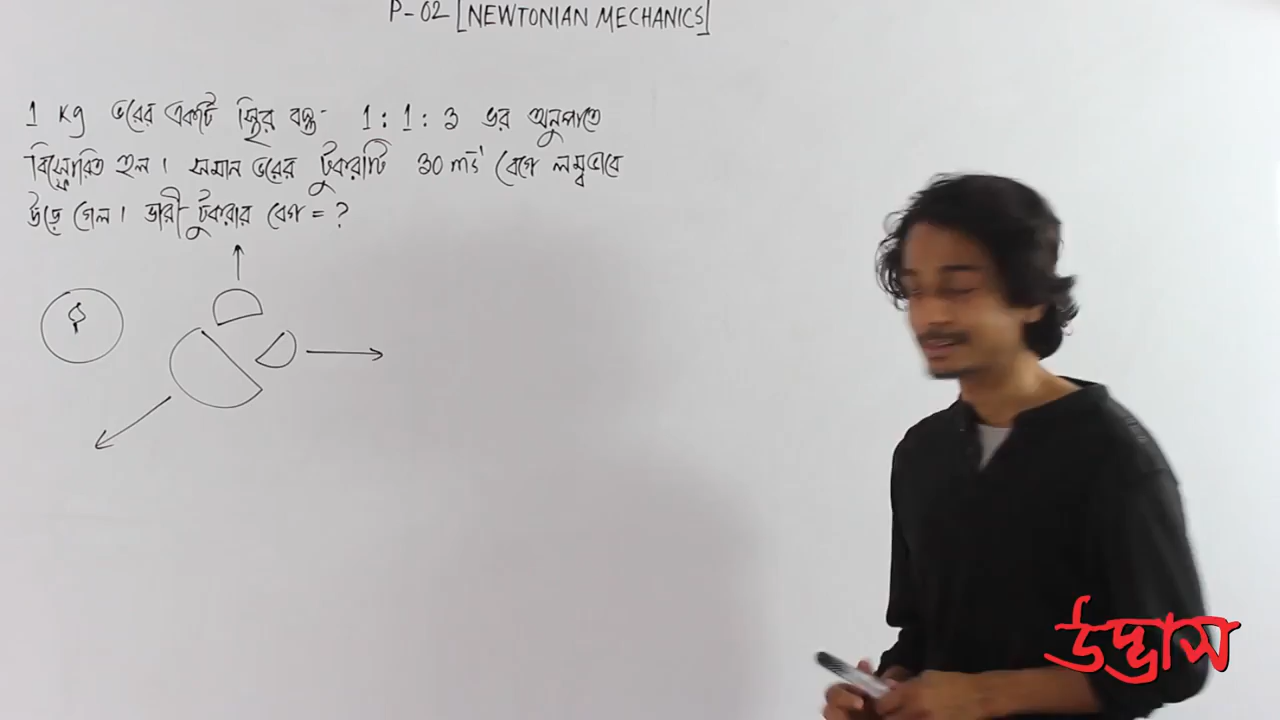 P-02 [NEWTONIAN MECHANICS]
1 kg ভরের একটি স্থির বস্তু 1 : 1 : 3 ভর অনুপাতে
বিস্ফোরিত হল। সমান ভরের টুকরাটি 30 ms⁻¹ বেগে লম্বভাবে
উড়ে গেল। ভারী টুকরার বেগ = ?
উদ্ভাস